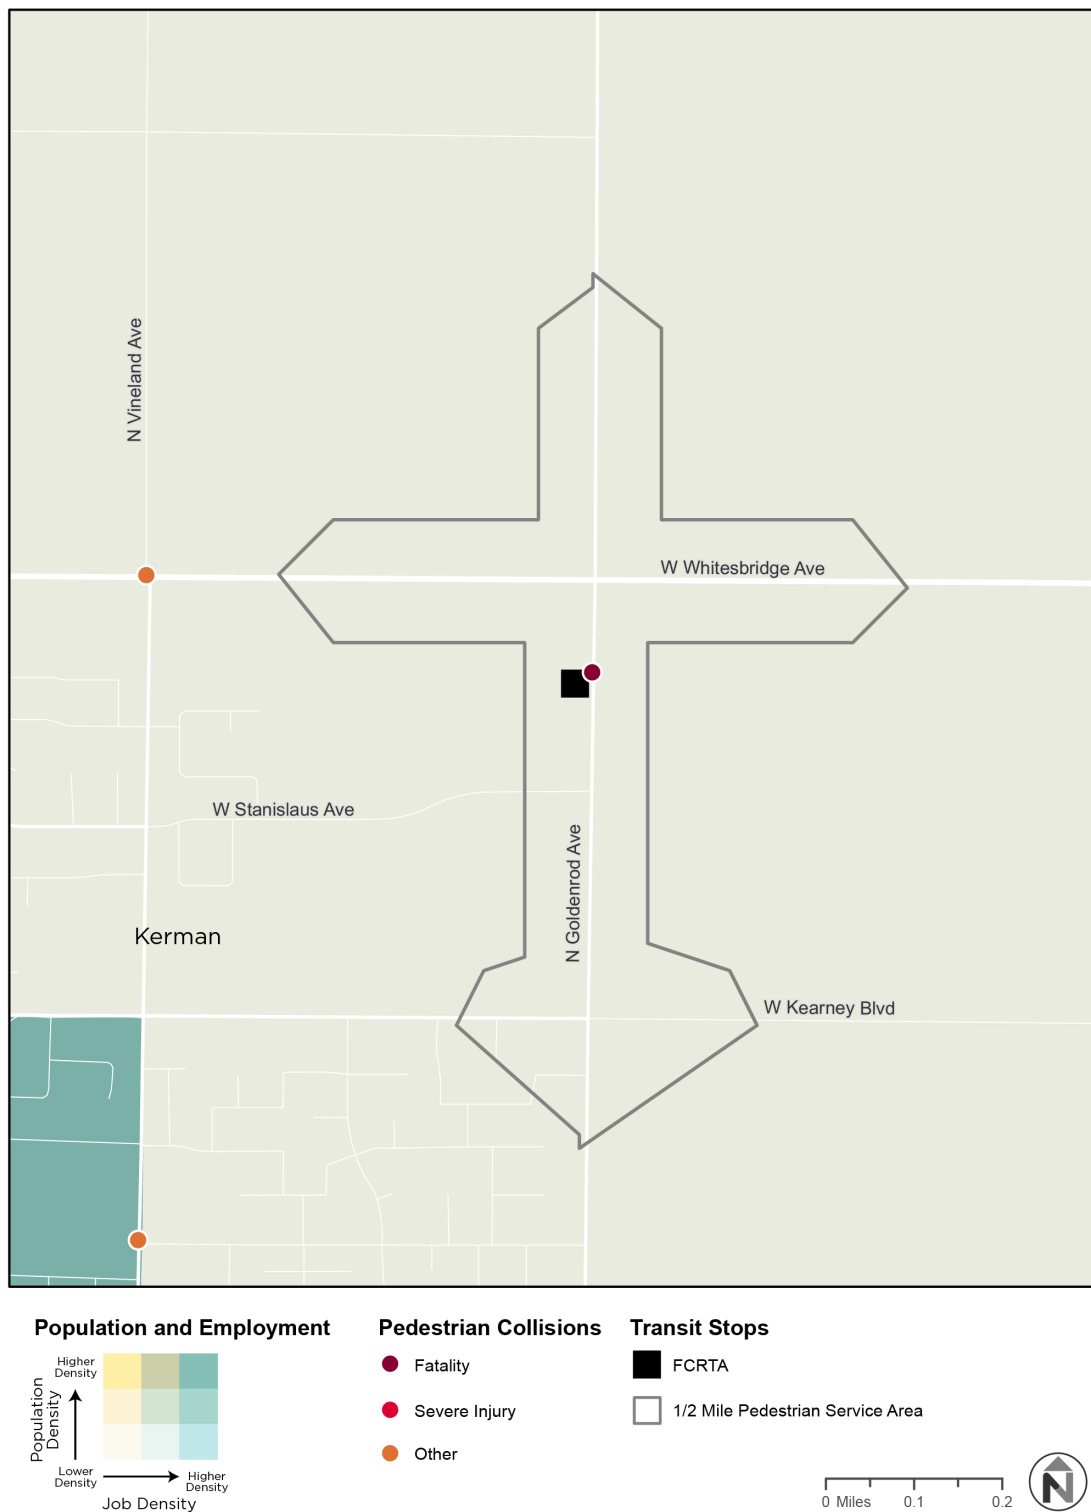 N Vineland Ave
W Whitesbridge Ave
W Stanislaus Ave
N Goldenrod Ave
Kerman
W Kearney Blvd
Population and Employment
Higher
Density
Population
Density
Lower
Density
Higher
Density
Job Density
Pedestrian Collisions
Fatality
Severe Injury
Other
Transit Stops
FCRTA
1/2 Mile Pedestrian Service Area
0 Miles 0.1 0.2
N